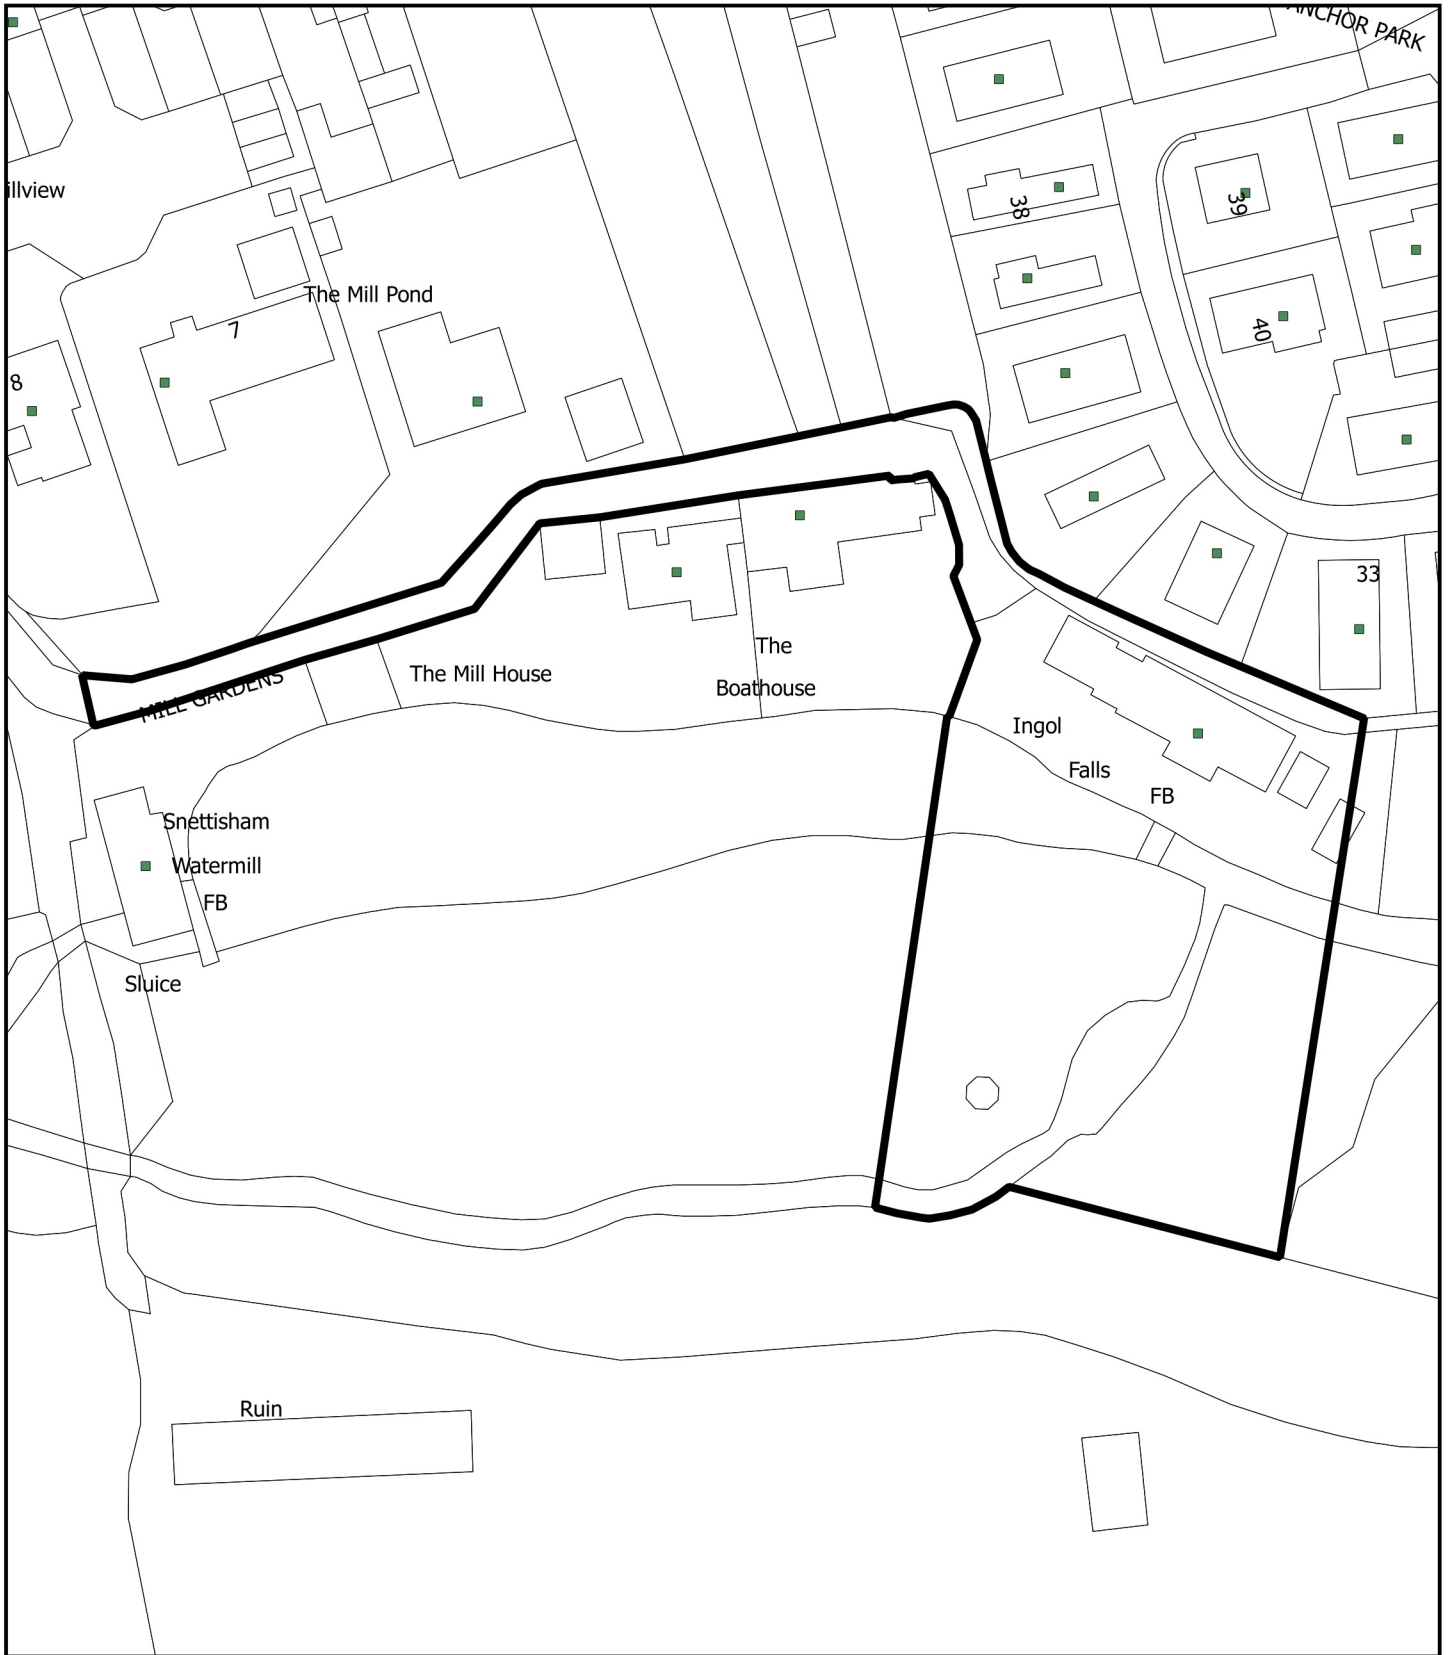 ANCHOR PARK
illview
38
39
The Mill Pond
7
40
8
33
The
Boathouse
The Mill House
MILL GARDENS
Ingol
Falls
FB
Snettisham
Watermill
FB
Sluice
Ruin